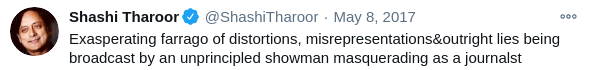 Shashi Tharoor @ShashiTharoor · May 8, 2017
Exasperating farrago of distortions, misrepresentations&outright lies being
broadcast by an unprincipled showman masquerading as a journalist